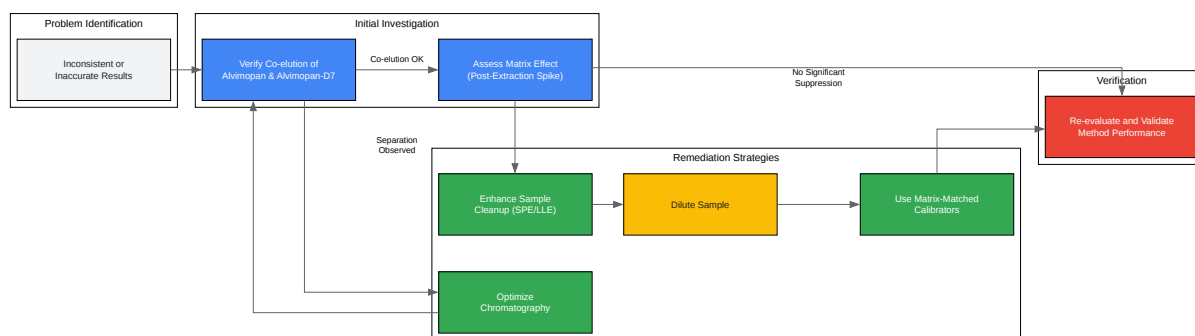 Problem Identification
Inconsistent or
Inaccurate Results
Initial Investigation
Verify Co-elution of
Alvimopan & Alvimopan-D7
Co-elution OK
Assess Matrix Effect
(Post-Extraction Spike)
No Significant
Suppression
Verification
Re-evaluate and Validate
Method Performance
Separation
Observed
Remediation Strategies
Enhance Sample
Cleanup (SPE/LLE)
Dilute Sample
Use Matrix-Matched
Calibrators
Optimize
Chromatography